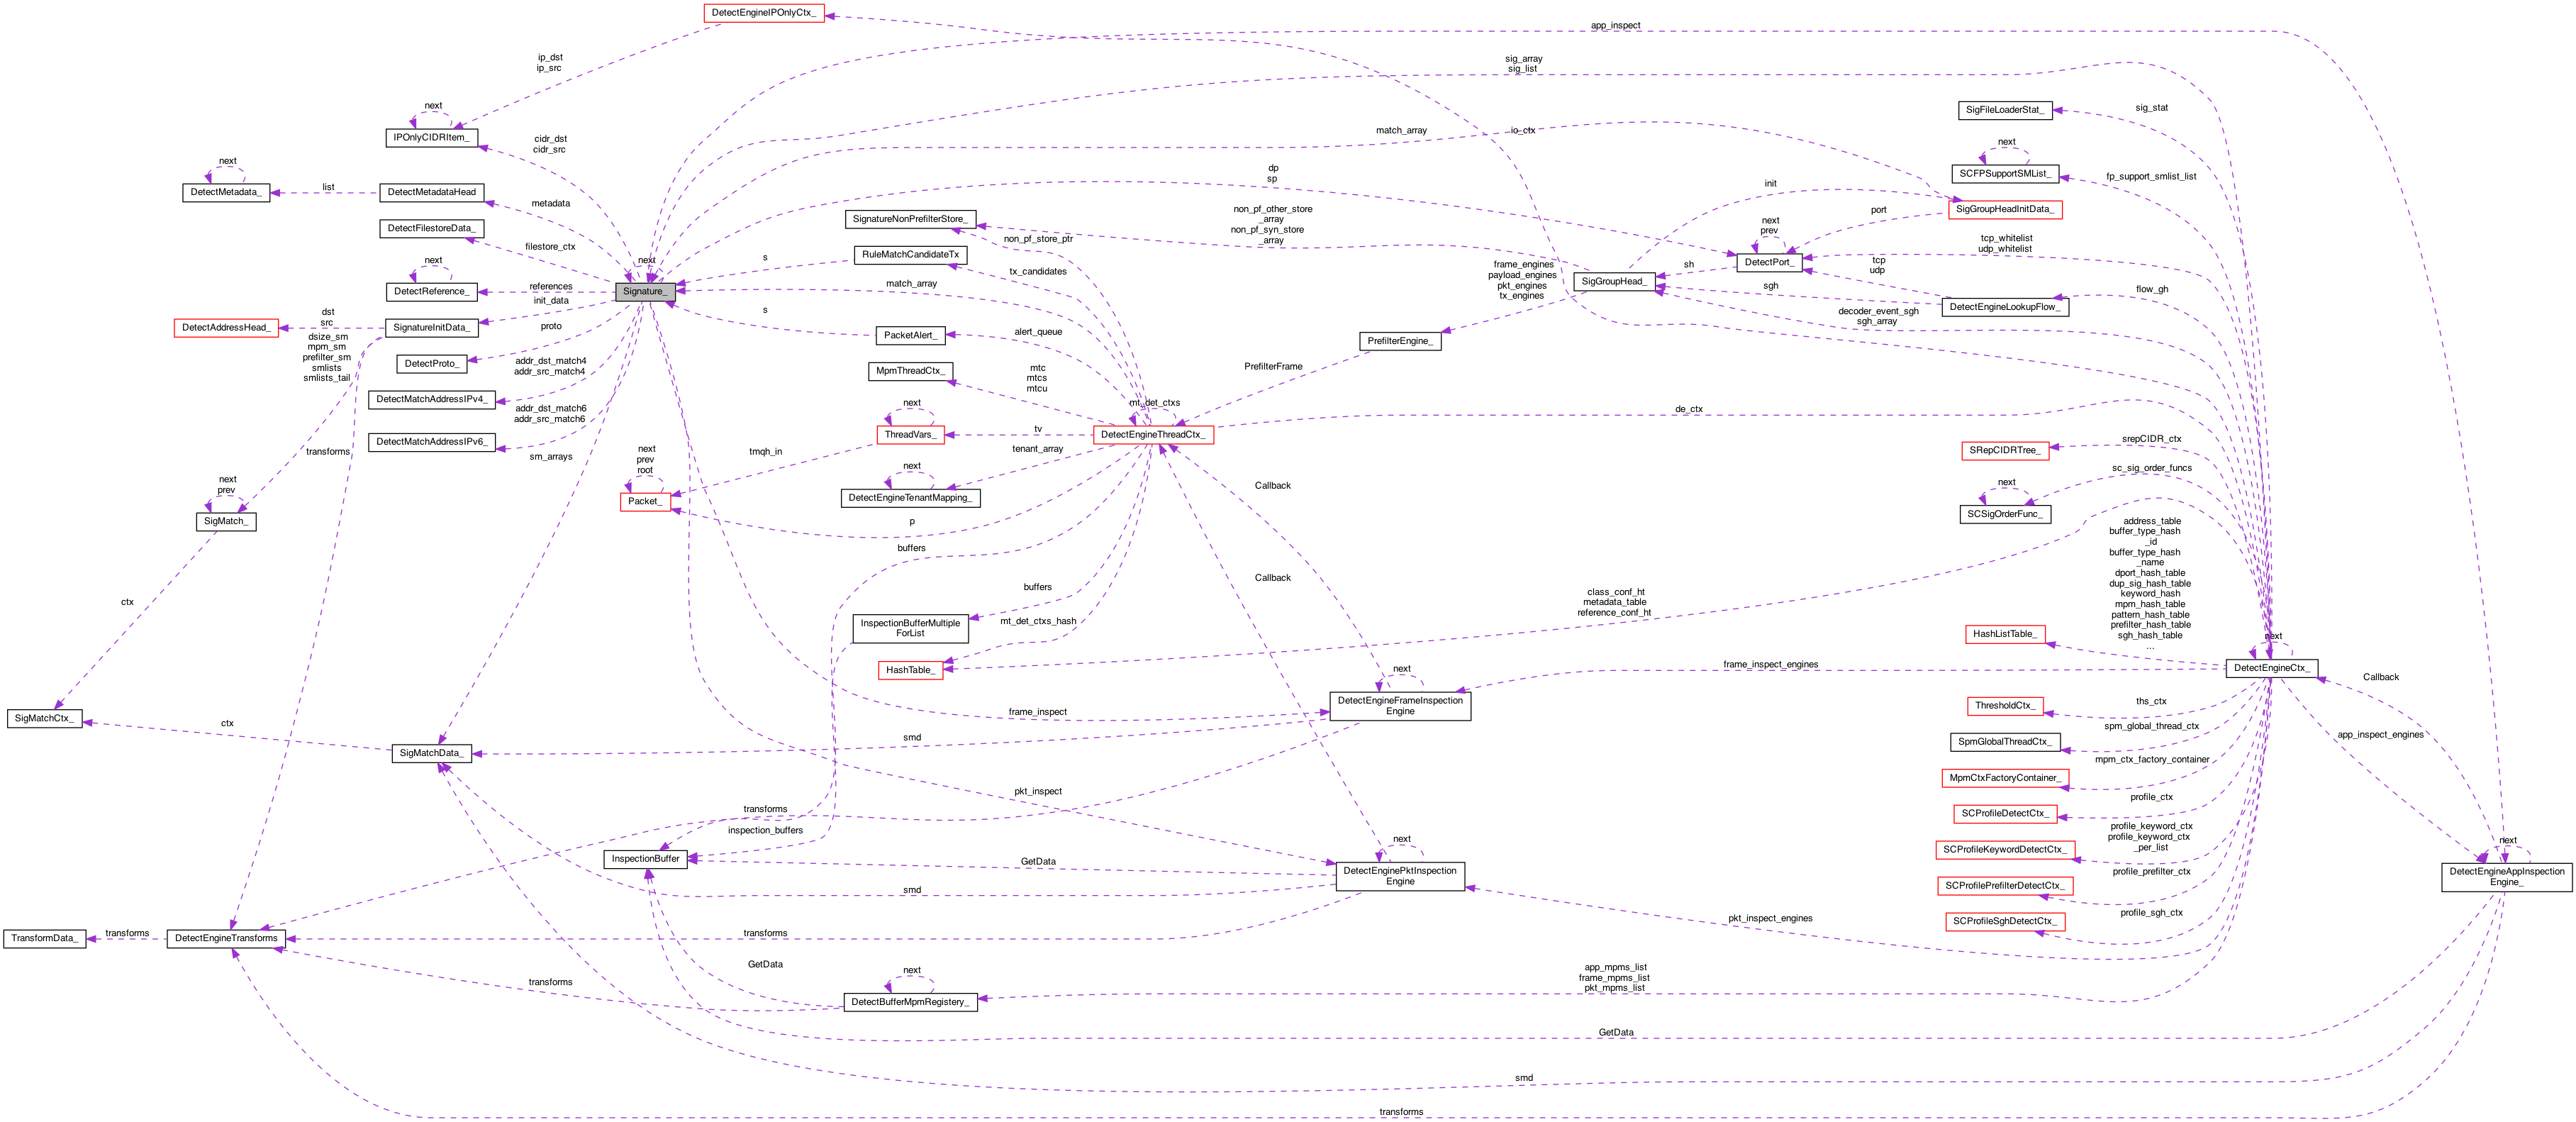 DetectEngineIPOnlyCtx_
app_inspect
ip_dst
ip_src
sig_array
sig_list
next
IPOnlyCIDRItem_
cidr_dst
cidr_src
match_array
io_ctx
SigFileLoaderStat_
sig_stat
next
SCFPSupportSMList_
fp_support_smlist_list
next
DetectMetadata_
list
DetectMetadataHead
metadata
dp
sp
init
SigGroupHeadInitData_
port
DetectFilestoreData_
filestore_ctx
SignatureNonPrefilterStore_
non_pf_other_store
_array
non_pf_syn_store
_array
non_pf_store_ptr
next
prev
DetectPort_
tcp_whitelist
udp_whitelist
RuleMatchCandidateTx
s
tx_candidates
sh
tcp
udp
next
DetectReference_
references
next
Signature_
match_array
frame_engines
payload_engines
pkt_engines
tx_engines
SigGroupHead_
sgh
flow_gh
DetectEngineLookupFlow_
init_data
DetectAddressHead_
dst
src
SignatureInitData_
dsize_sm
mpm_sm
prefilter_sm
smlists
smlists_tail
proto
s
PacketAlert_
alert_queue
PrefilterEngine_
decoder_event_sgh
sgh_array
DetectProto_
addr_dst_match4
addr_src_match4
MpmThreadCtx_
mtc
mtcs
mtcu
PrefilterFrame
DetectMatchAddressIPv4_
addr_dst_match6
addr_src_match6
next
mt_det_ctxs
de_ctx
DetectMatchAddressIPv6_
ThreadVars_
tv
DetectEngineThreadCtx_
transforms
sm_arrays
tmqh_in
next
prev
root
Packet_
tenant_array
next
DetectEngineTenantMapping_
Callback
SRepCIDRTree_
srepCIDR_ctx
sc_sig_order_funcs
next
SCSigOrderFunc_
next
prev
SigMatch_
p
buffers
address_table
buffer_type_hash
_id
buffer_type_hash
_name
dport_hash_table
dup_sig_hash_table
keyword_hash
mpm_hash_table
pattern_hash_table
prefilter_hash_table
sgh_hash_table
...
ctx
Callback
buffers
InspectionBufferMultiple
ForList
mt_det_ctxs_hash
class_conf_ht
metadata_table
reference_conf_ht
HashTable_
HashListTable_
next
DetectEngineCtx_
frame_inspect_engines
next
DetectEngineFrameInspection
Engine
Callback
SigMatchCtx_
ctx
frame_inspect
ThresholdCtx_
ths_ctx
SigMatchData_
smd
SpmGlobalThreadCtx_
spm_global_thread_ctx
app_inspect_engines
mpm_ctx_factory_container
MpmCtxFactoryContainer_
pkt_inspect
transforms
profile_ctx
SCProfileDetectCtx_
inspection_buffers
profile_keyword_ctx
profile_keyword_ctx
_per_list
SCProfileKeywordDetectCtx_
InspectionBuffer
GetData
next
DetectEnginePktInspection
Engine
next
DetectEngineAppInspection
Engine_
profile_prefilter_ctx
SCProfilePrefilterDetectCtx_
smd
pkt_inspect_engines
profile_sgh_ctx
SCProfileSghDetectCtx_
TransformData_
transforms
DetectEngineTransforms
transforms
GetData
next
DetectBufferMpmRegistery_
transforms
app_mpms_list
frame_mpms_list
pkt_mpms_list
GetData
smd
transforms